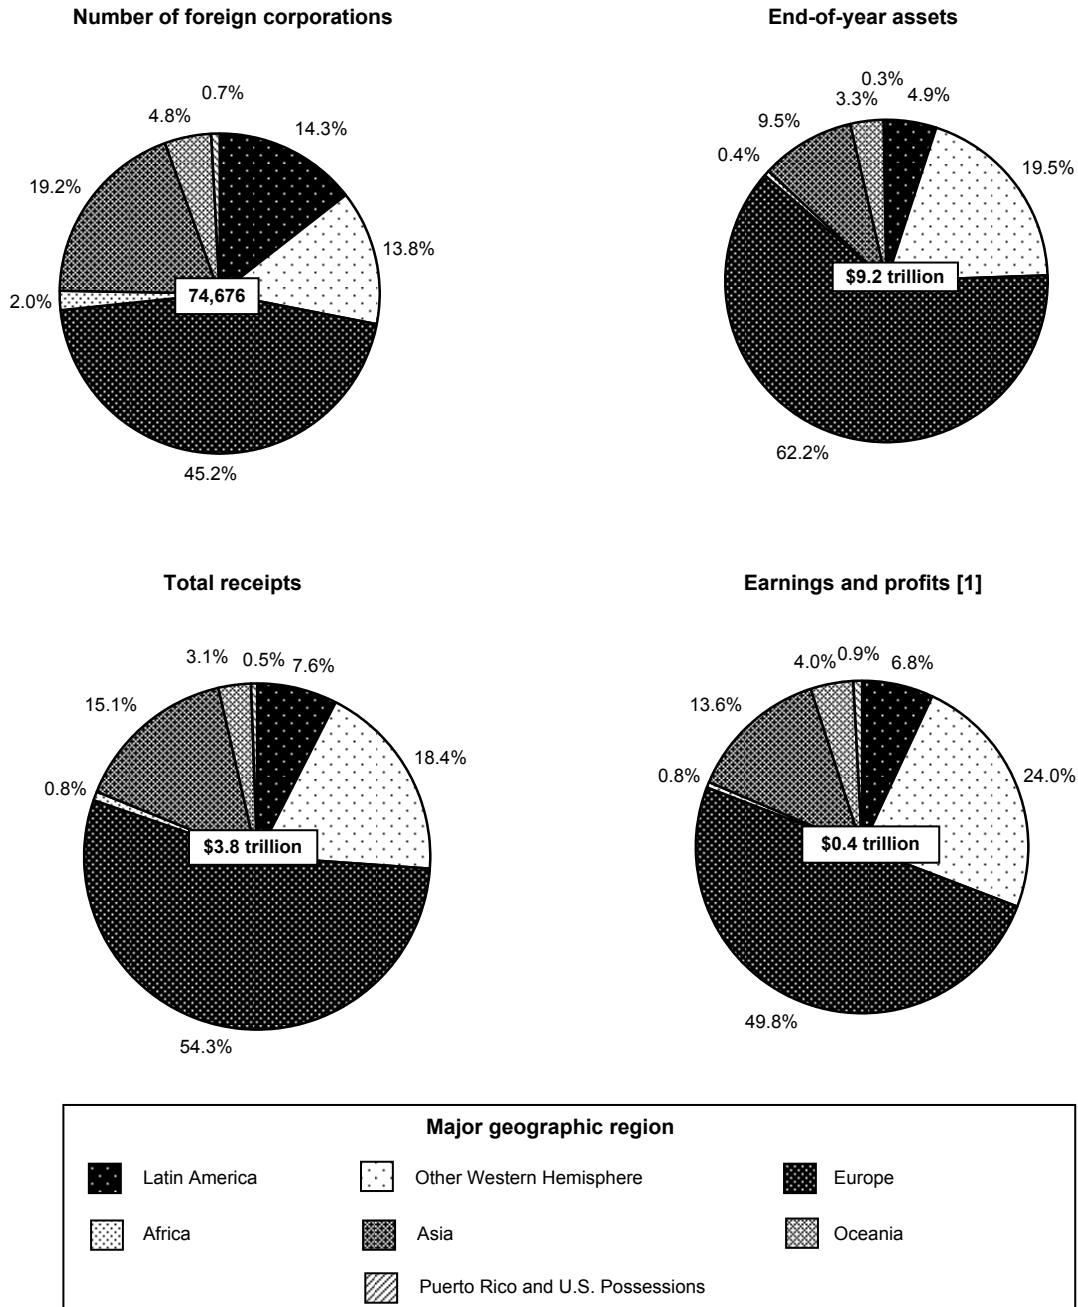 Number of foreign corporations
0.7%
4.8%
14.3%
19.2%
13.8%
2.0%
74,676
45.2%
End-of-year assets
0.3%
3.3%
4.9%
9.5%
0.4%
19.5%
$9.2 trillion
62.2%
Total receipts
3.1%
0.5%
7.6%
15.1%
18.4%
0.8%
$3.8 trillion
54.3%
Earnings and profits [1]
4.0%
0.9%
6.8%
13.6%
0.8%
24.0%
$0.4 trillion
49.8%
Major geographic region
Latin America
Other Western Hemisphere
Europe
Africa
Asia
Oceania
Puerto Rico and U.S. Possessions